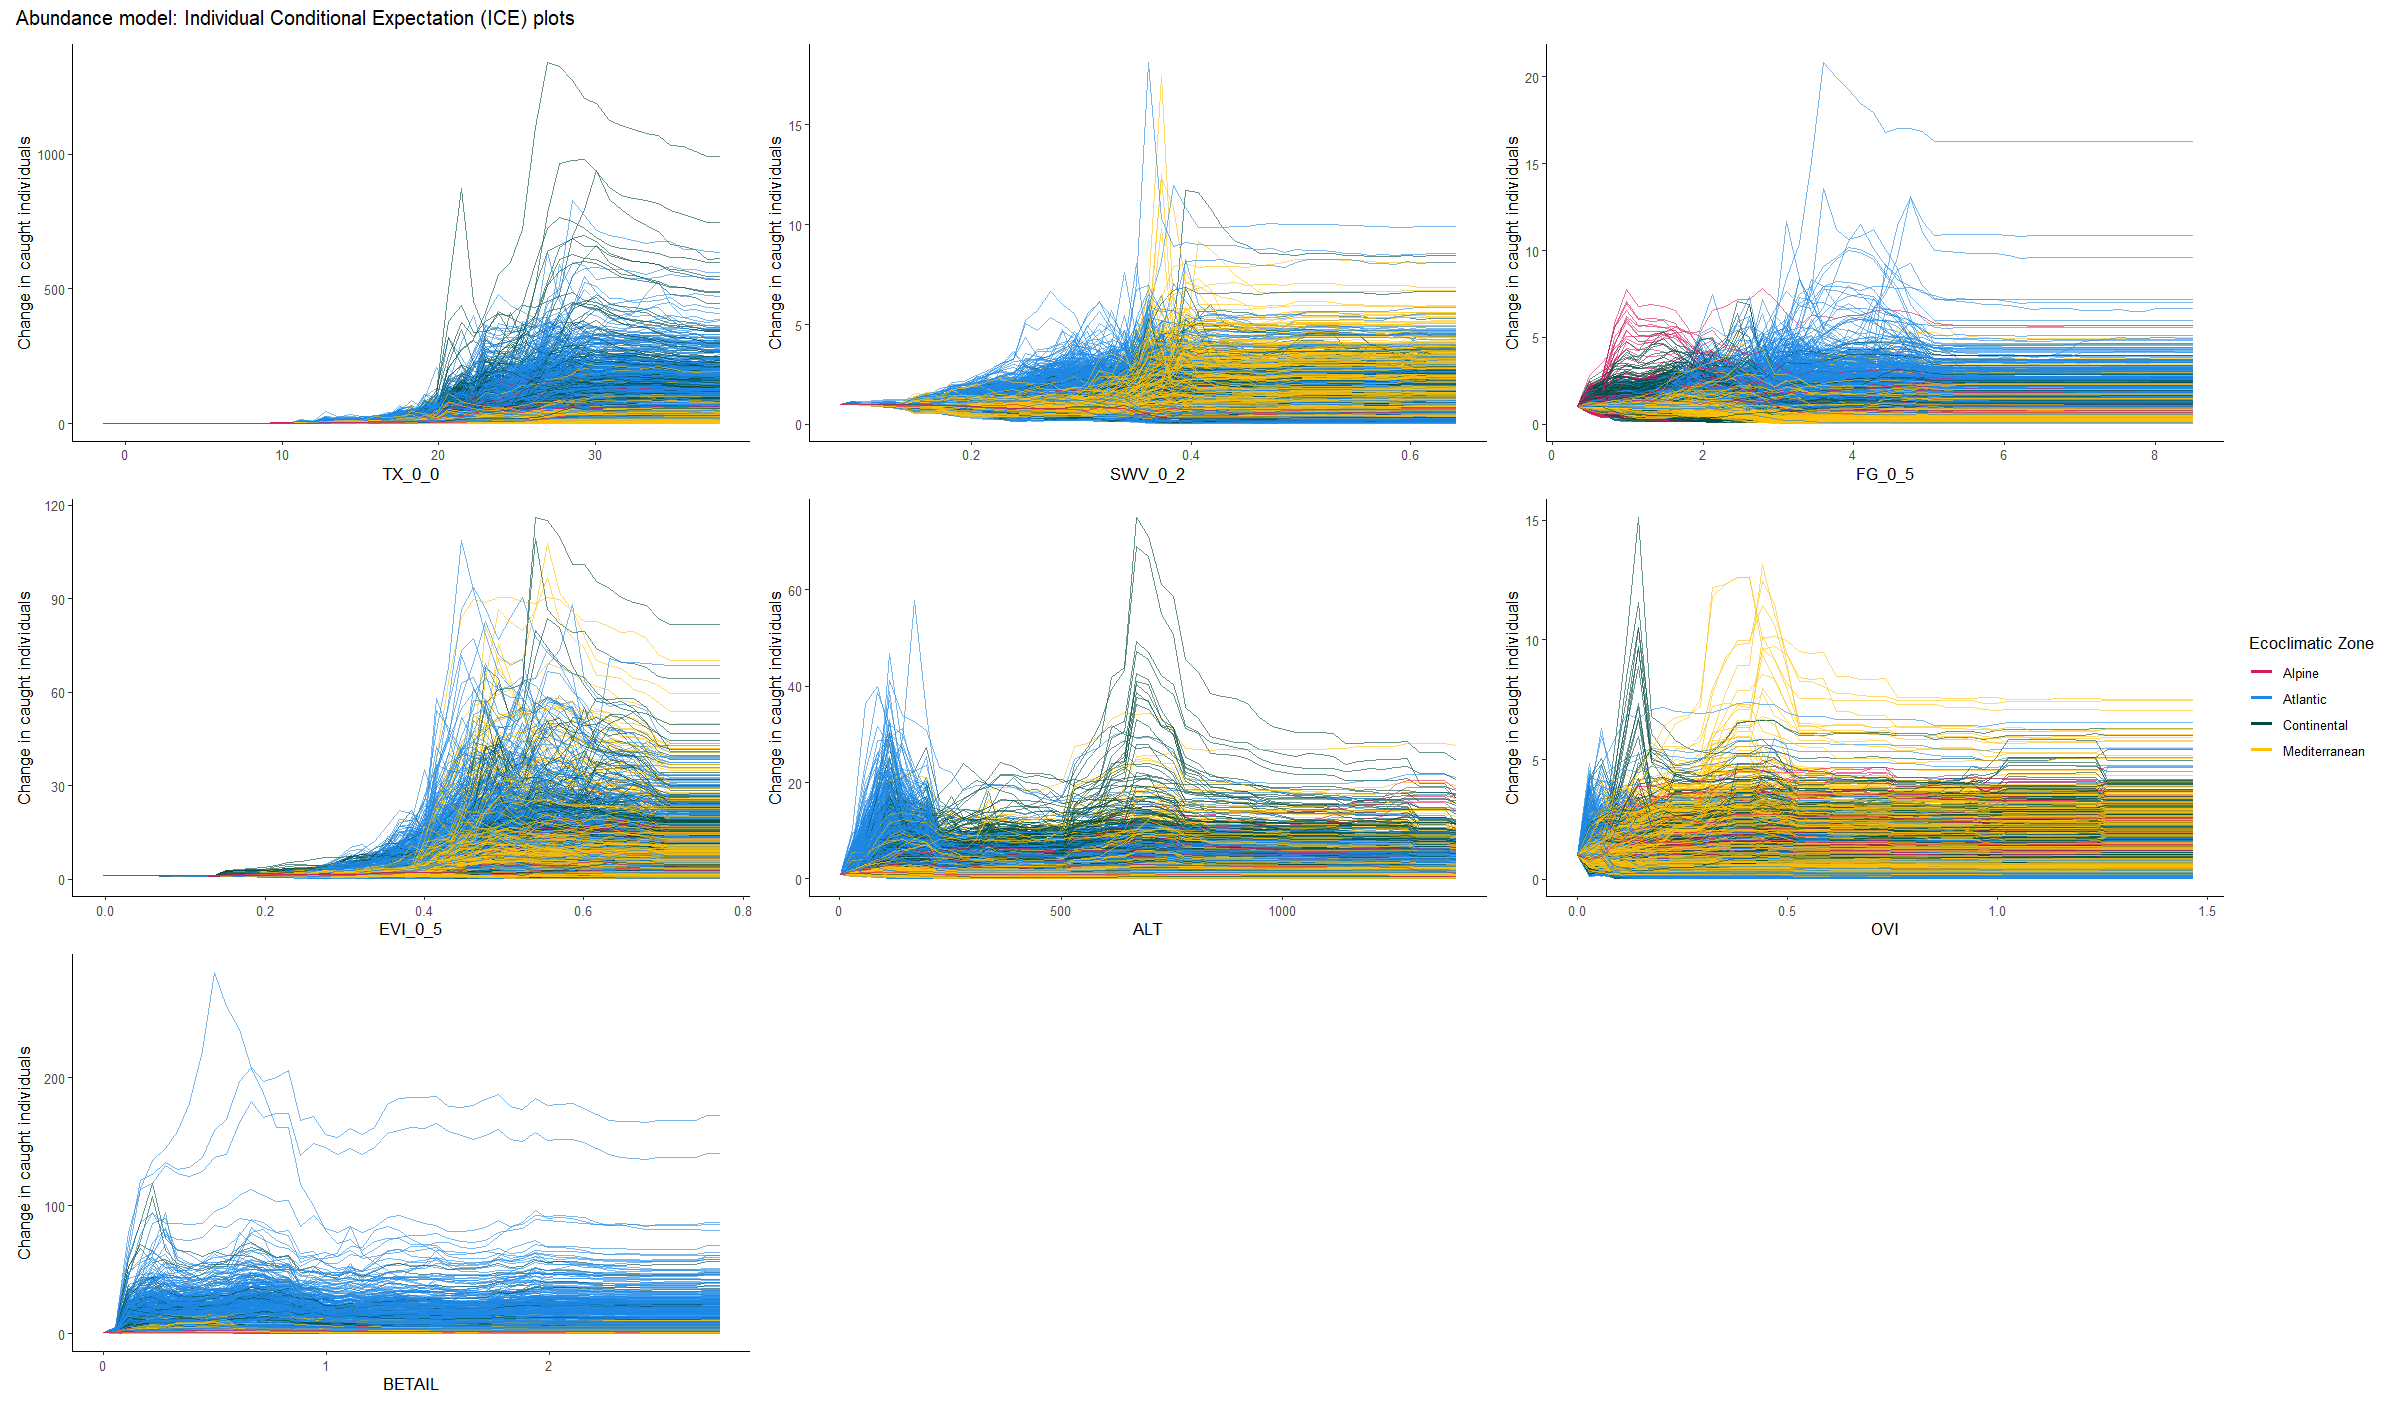 Abundance model: Individual Conditional Expectation (ICE) plots
Change in caught individuals
1000
500
0
0 10 20 30
TX_0_0
Change in caught individuals
15
10
5
0
0.2 0.4 0.6
SWV_0_2
Change in caught individuals
20
15
10
5
0
0 2 4 6 8
FG_0_5
Change in caught individuals
120
90
60
30
0
0.0 0.2 0.4 0.6 0.8
EVI_0_5
Change in caught individuals
60
40
20
0
0 500 1000
ALT
Change in caught individuals
15
10
5
0
0.0 0.5 1.0 1.5
OVI
Ecoclimatic Zone
Alpine
Atlantic
Continental
Mediterranean
Change in caught individuals
200
100
0
0 1 2
BETAIL